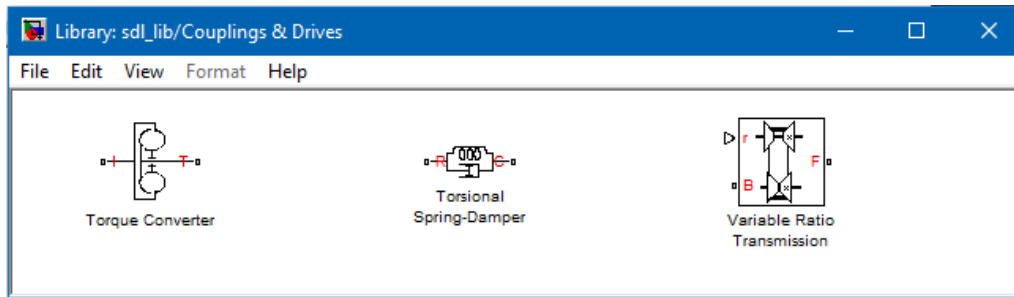 Library: sdl_lib/Couplings & Drives
File Edit View Format Help
I T
R C
r
F
B
Torque Converter
Torsional
Spring-Damper
Variable Ratio
Transmission